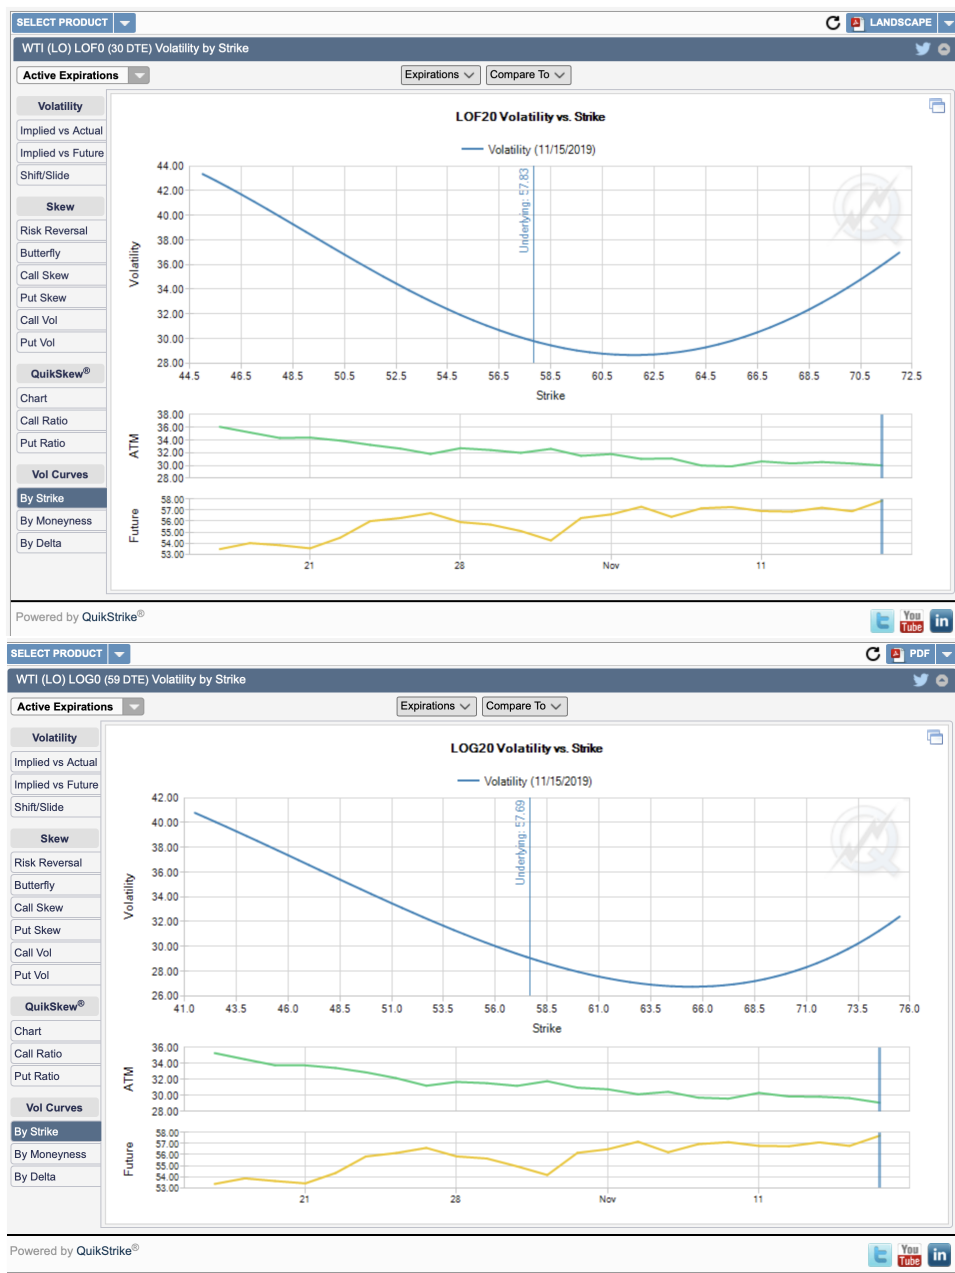 SELECT PRODUCT
LANDSCAPE
WTI (LO) LOF0 (30 DTE) Volatility by Strike
Active Expirations
Expirations
Compare To
Volatility
Implied vs Actual
Implied vs Future
Shift/Slide
Skew
Risk Reversal
Butterfly
Call Skew
Put Skew
Call Vol
Put Vol
QuikSkew®
Chart
Call Ratio
Put Ratio
Vol Curves
By Strike
By Moneyness
By Delta
LOF20 Volatility vs. Strike
Volatility (11/15/2019)
Volatility
44.00
42.00
40.00
38.00
36.00
34.00
32.00
30.00
28.00
Underlying: 57.83
44.5 46.5 48.5 50.5 52.5 54.5 56.5 58.5 60.5 62.5 64.5 66.5 68.5 70.5 72.5
Strike
ATM
38.00
36.00
34.00
32.00
30.00
28.00
Future
58.00
57.00
56.00
55.00
54.00
53.00
21 28 Nov 11
Powered by QuikStrike®
You
Tube
in
SELECT PRODUCT
PDF
WTI (LO) LOG0 (59 DTE) Volatility by Strike
Active Expirations
Expirations
Compare To
Volatility
Implied vs Actual
Implied vs Future
Shift/Slide
Skew
Risk Reversal
Butterfly
Call Skew
Put Skew
Call Vol
Put Vol
QuikSkew®
Chart
Call Ratio
Put Ratio
Vol Curves
By Strike
By Moneyness
By Delta
LOG20 Volatility vs. Strike
Volatility (11/15/2019)
Volatility
42.00
40.00
38.00
36.00
34.00
32.00
30.00
28.00
26.00
Underlying: 57.69
41.0 43.5 46.0 48.5 51.0 53.5 56.0 58.5 61.0 63.5 66.0 68.5 71.0 73.5 76.0
Strike
ATM
36.00
34.00
32.00
30.00
28.00
Future
58.00
57.00
56.00
55.00
54.00
53.00
21 28 Nov 11
Powered by QuikStrike®
You
Tube
in